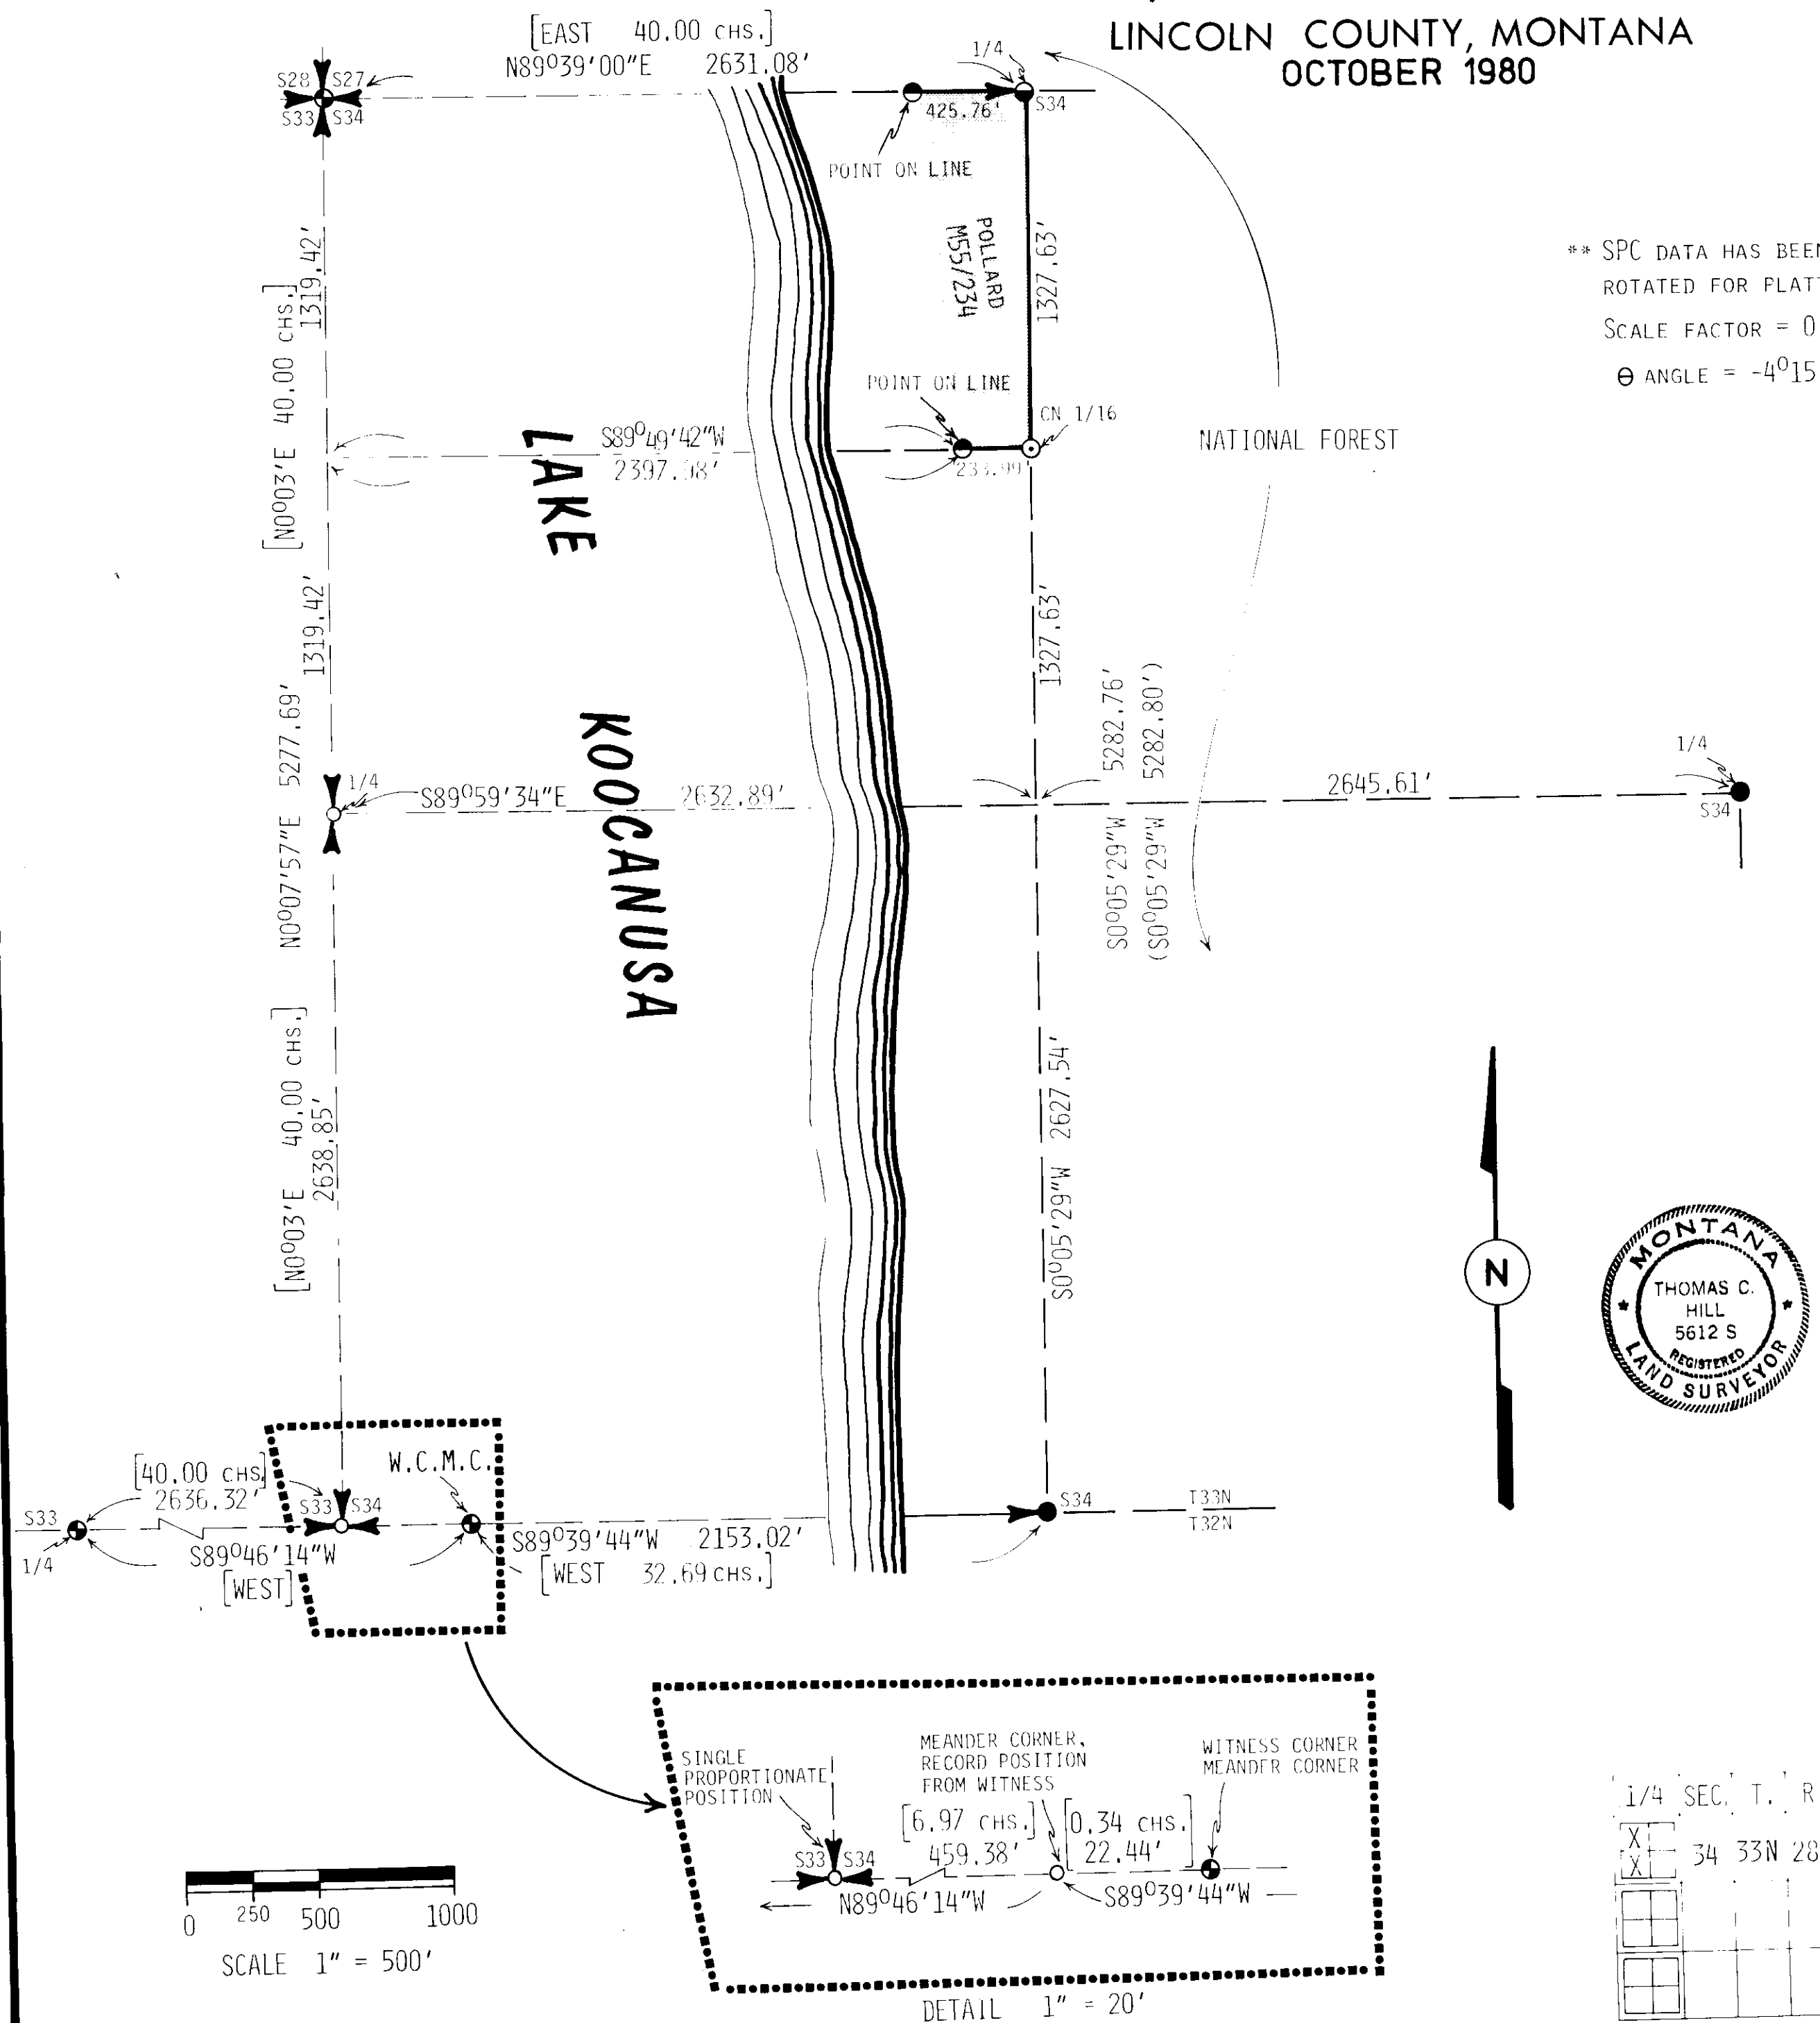 LINCOLN COUNTY, MONTANA
OCTOBER 1980
[EAST 40.00 CHS.]
N89°39'00"E 2631.08'
1/4
S28 S27
S33 S34
425.76'
S34
POINT ON LINE
POLLARD
M55/234
1327.63'
1319.42'
[N0°03'E 40.00 CHS.]
** SPC DATA HAS BEEN
ROTATED FOR
SCALE FACTOR = 0
θ ANGLE = -4°15
POINT ON LINE
CN 1/16
S89°49'42"W
2397.98'
NATIONAL FOREST
LAKE
KOOCANUSA
1319.42'
1327.63'
N0°07'57"E 5277.69'
S0°05'29"W 5282.76'
(S0°05'29"W 5282.80')
1/4
S89°59'34"E 2632.89'
2645.61'
1/4
S34
[N0°03'E 40.00 CHS.]
2638.85'
S0°05'29"W 2627.54'
N
MONTANA
THOMAS C.
HILL
5612 S
REGISTERED
LAND SURVEYOR
[40.00 CHS]
2636.32'
W.C.M.C.
S33
S33 S34
S34
T33N
T32N
1/4
S89°46'14"W
[WEST]
S89°39'44"W 2153.02'
[WEST 32.69 CHS.]
SINGLE
PROPORTIONATE
POSITION
MEANDER CORNER,
RECORD POSITION
FROM WITNESS
WITNESS CORNER
MEANDER CORNER
[6.97 CHS.]
459.38'
[0.34 CHS.]
22.44'
S33 S34
N89°46'14"W
S89°39'44"W
DETAIL 1" = 20'
0 250 500 1000
SCALE 1" = 500'
1/4 SEC. T. R
X
X
34 33N 28